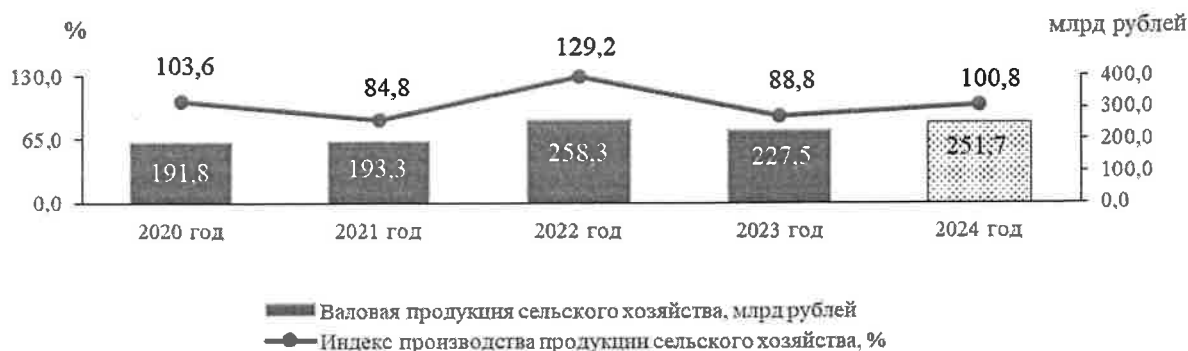 % млрд рублей
103,6 84,8 129,2 88,8 100,8
130,0 400,0
300,0
65,0 200,0
191,8 193,3 258,3 227,5 251,7
100,0
0,0 0,0
2020 год 2021 год 2022 год 2023 год 2024 год
Валовая продукция сельского хозяйства, млрд рублей
Индекс производства продукции сельского хозяйства, %